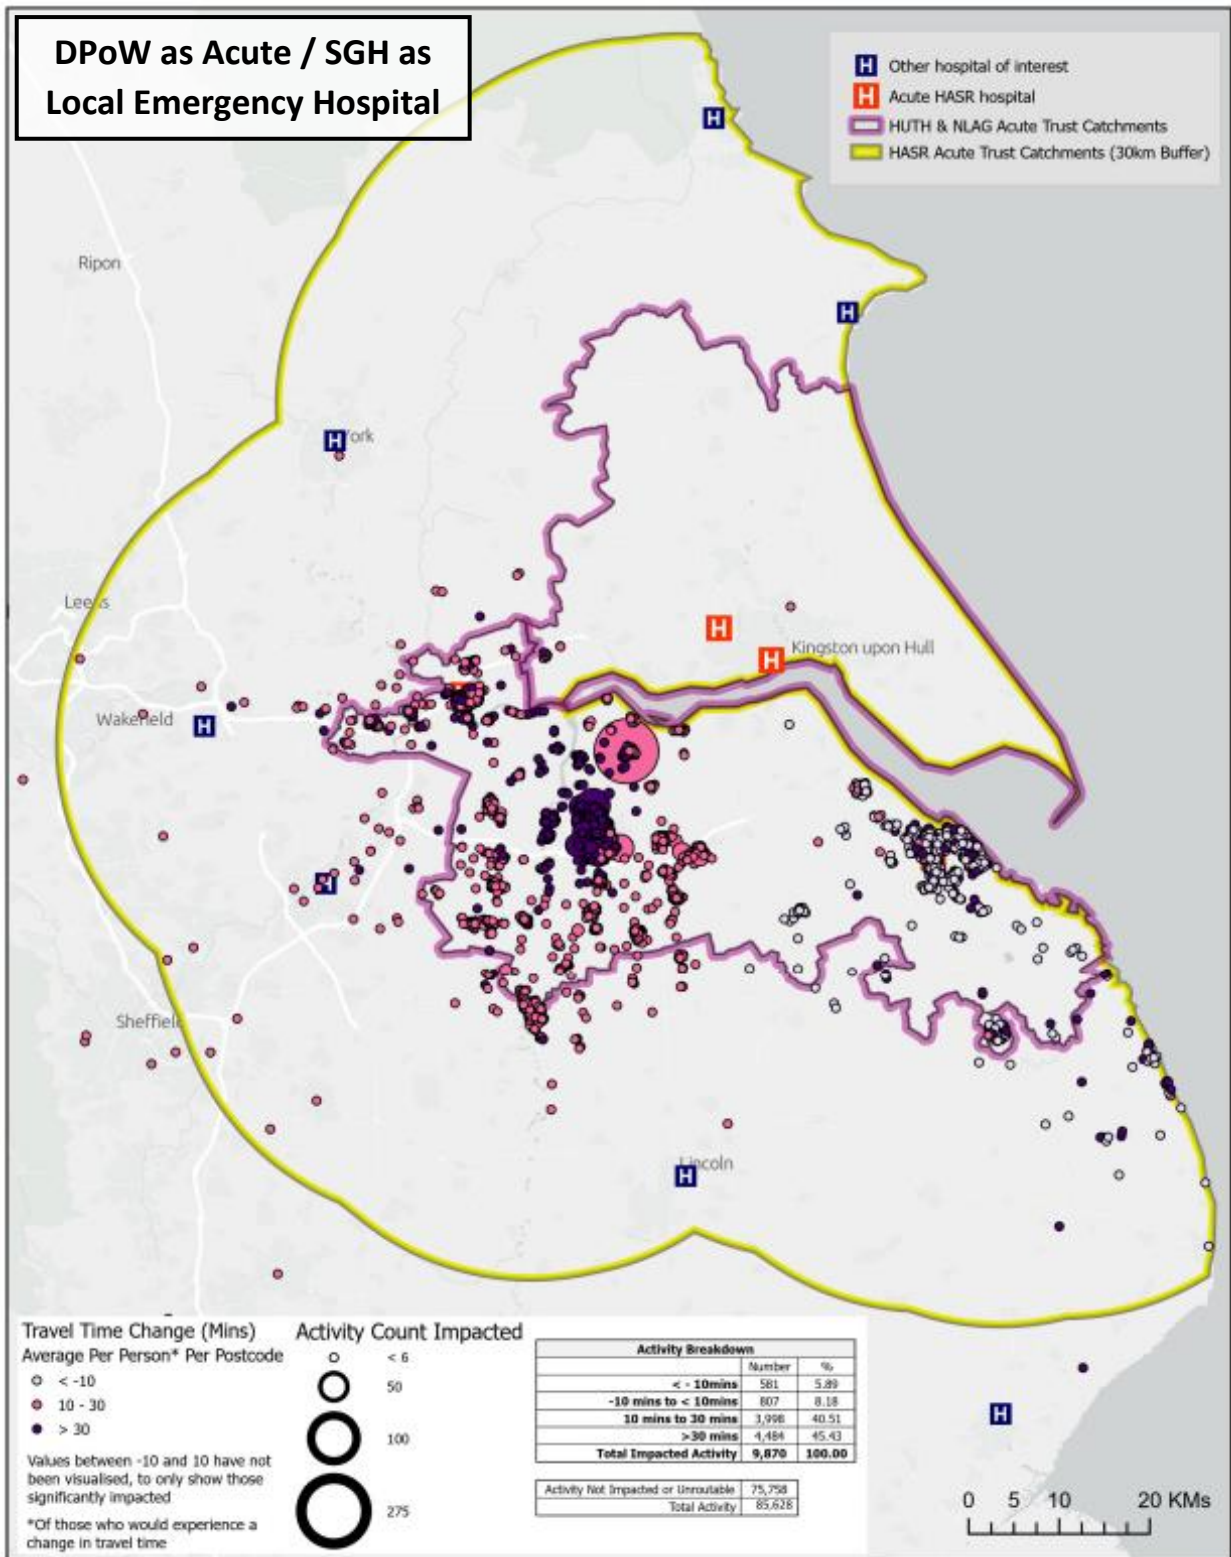 DPoW as Acute / SGH as
Local Emergency Hospital
H Other hospital of interest
H Acute HASR hospital
HUTH & NLAG Acute Trust Catchments
HASR Acute Trust Catchments (30km Buffer)
H
Ripon
H
H ork
Leeds
H
H Kingston upon Hull
Wakefield
H
H
Sheffield
Lincoln
H
Travel Time Change (Mins)
Average Per Person* Per Postcode
< -10
10 - 30
> 30
Values between -10 and 10 have not
been visualised, to only show those
significantly impacted
*Of those who would experience a
change in travel time
Activity Count Impacted
< 6
50
100
275
Activity Breakdown
Number %
< - 10mins 581 5.89
-10 mins to < 10mins 807 8.18
10 mins to 30 mins 3,998 40.51
>30 mins 4,484 45.43
Total Impacted Activity 9,870 100.00
Activity Not Impacted or Unroutable 75,758
Total Activity 85,628
H
0 5 10 20 KMs